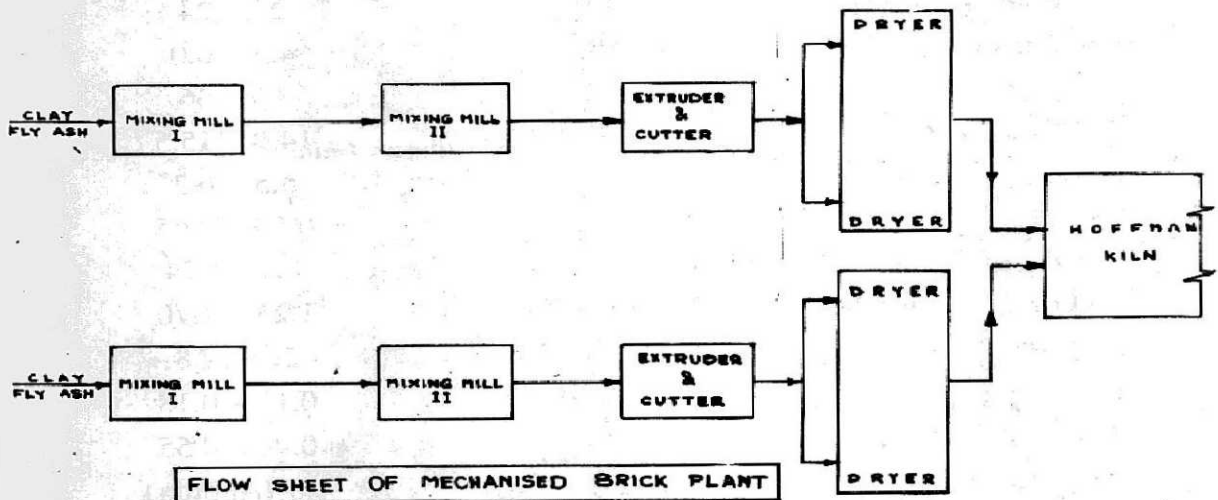 CLAY
FLY ASH
MIXING MILL
I
MIXING MILL
II
EXTRUDER
&
CUTTER
DRYER
DRYER
HOFFMAN
KILN
CLAY
FLY ASH
MIXING MILL
I
MIXING MILL
II
EXTRUDER
&
CUTTER
DRYER
DRYER
FLOW SHEET OF MECHANISED BRICK PLANT